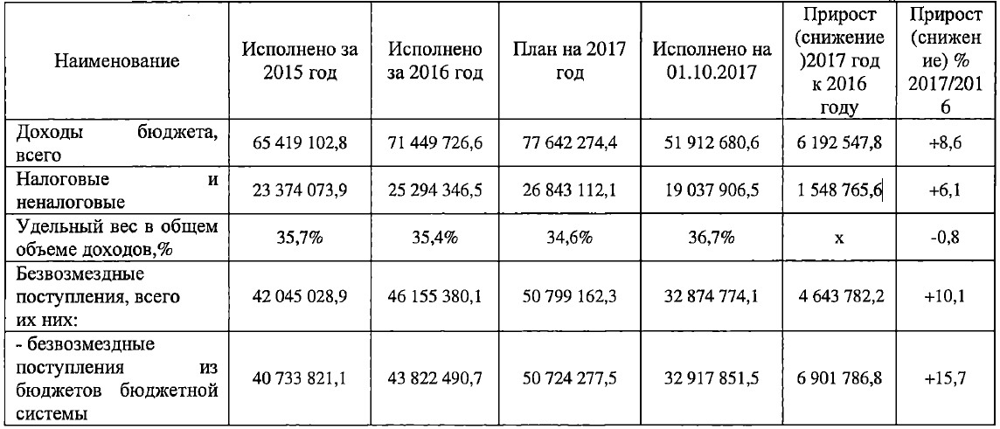 Наименование
Исполнено за
2015 год
Исполнено
за 2016 год
План на 2017
год
Исполнено на
01.10.2017
Прирост
(снижение
)2017 год
к 2016
году
Прирост
(снижен
ие) %
2017/201
6
Доходы бюджета,
всего
65 419 102,8
71 449 726,6
77 642 274,4
51 912 680,6
6 192 547,8
+8,6
Налоговые и
неналоговые
23 374 073,9
25 294 346,5
26 843 112,1
19 037 906,5
1 548 765,6
+6,1
Удельный вес в общем
объеме доходов,%
35,7%
35,4%
34,6%
36,7%
х
-0,8
Безвозмездные
поступления, всего
их них:
42 045 028,9
46 155 380,1
50 799 162,3
32 874 774,1
4 643 782,2
+10,1
- безвозмездные
поступления из
бюджетов бюджетной
системы
40 733 821,1
43 822 490,7
50 724 277,5
32 917 851,5
6 901 786,8
+15,7